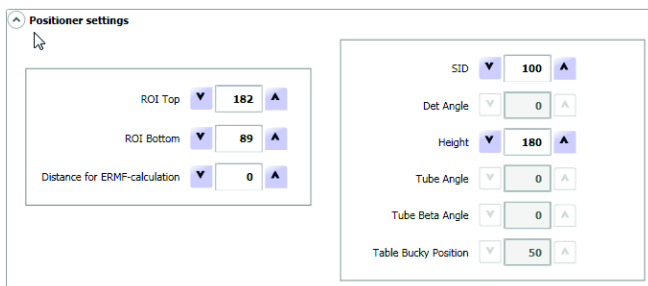 Positioner settings
ROI Top 182
ROI Bottom 89
Distance for ERMF-calculation 0
SID 100
Det Angle 0
Height 180
Tube Angle 0
Tube Beta Angle 0
Table Bucky Position 50